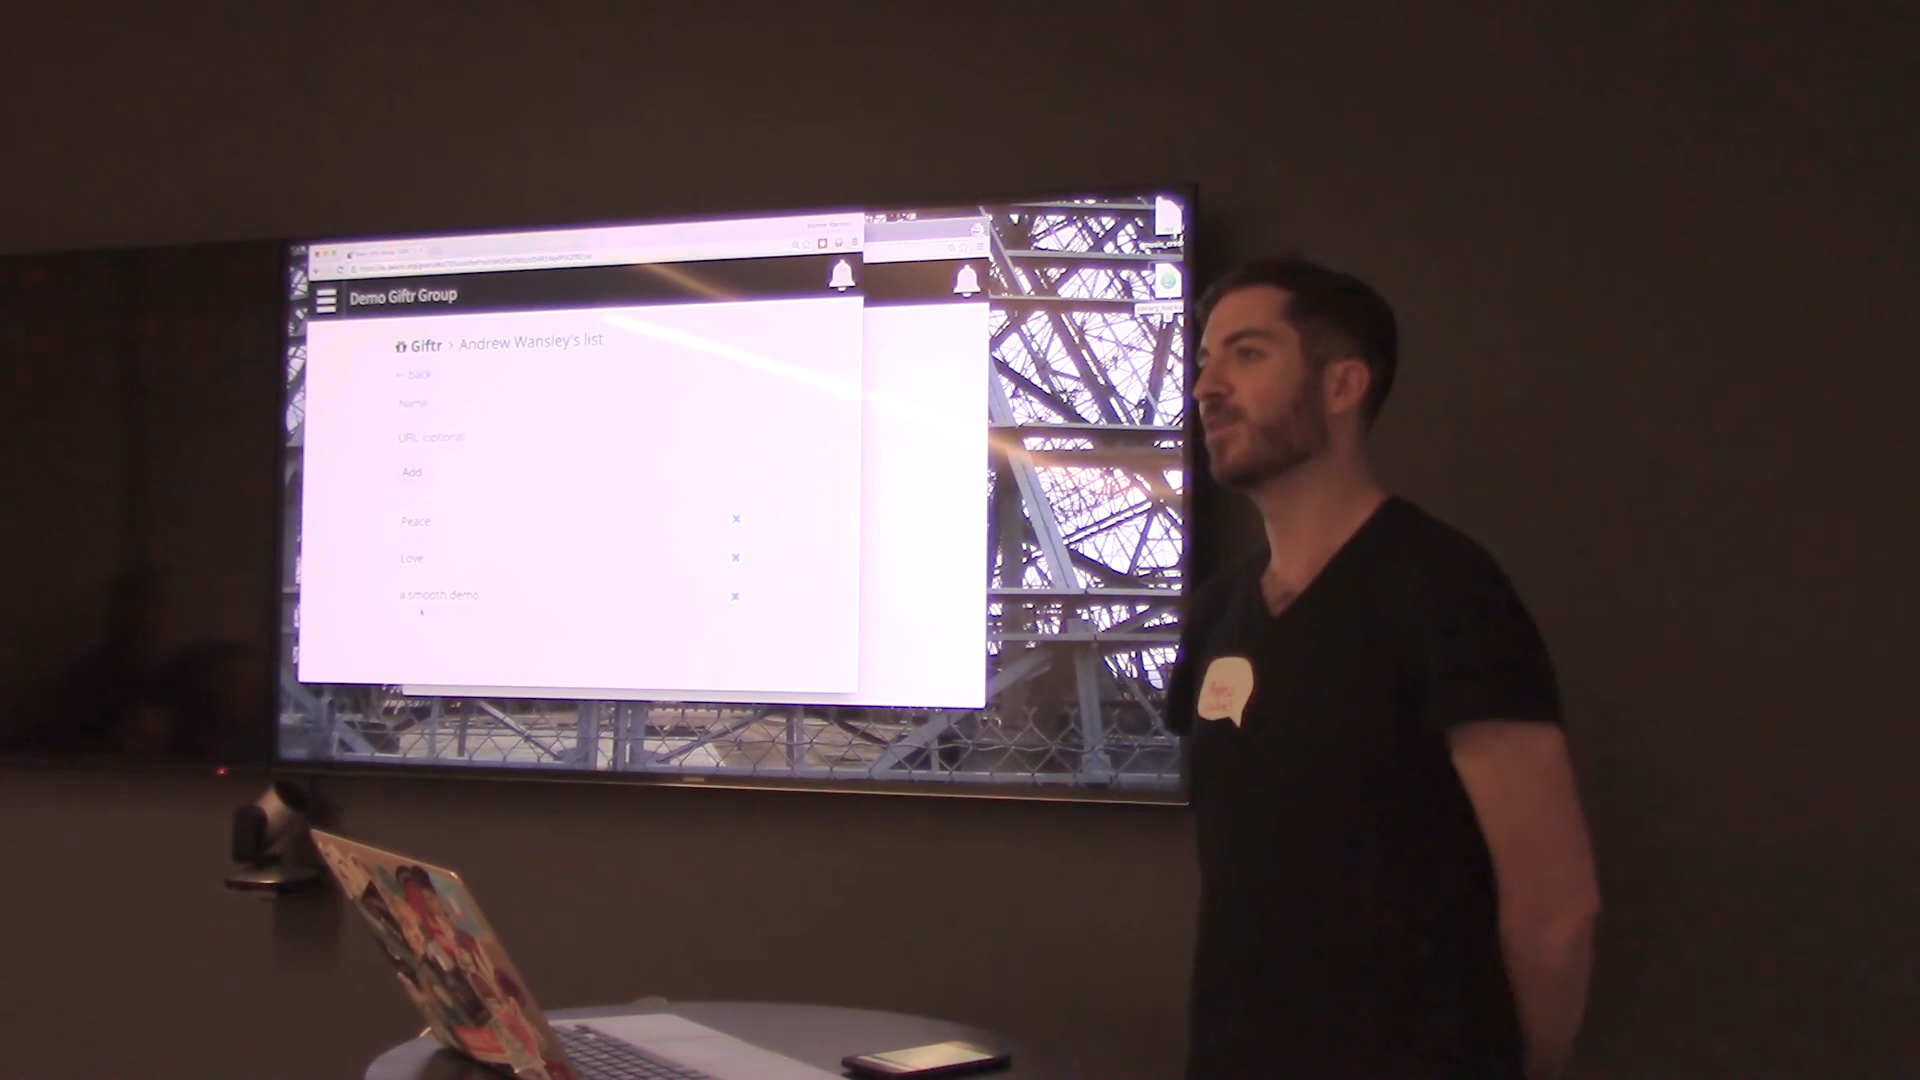 Demo Giftr Group
Giftr > Andrew Wansley's list
← back
Name
URL (optional)
Add
Peace
Love
a smooth demo